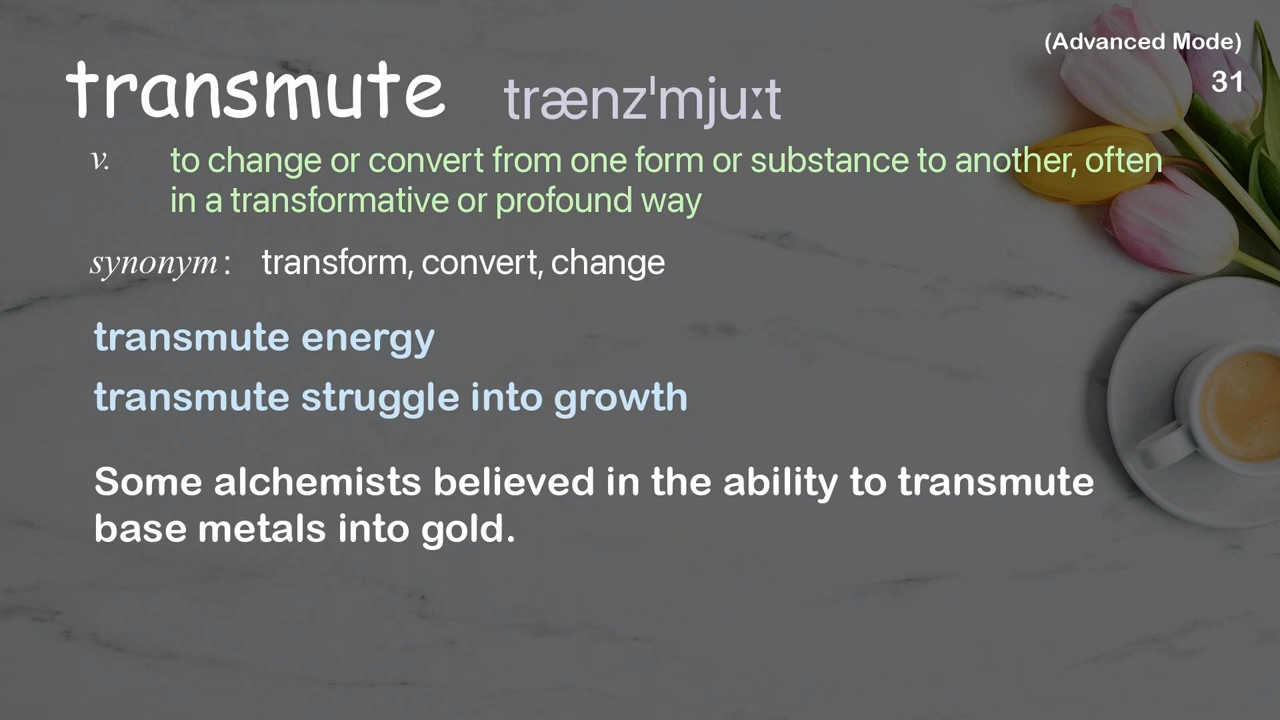 (Advanced Mode)
31
transmute trænz'mjuːt
v. to change or convert from one form or substance to another, often
in a transformative or profound way
synonym : transform, convert, change
transmute energy
transmute struggle into growth
Some alchemists believed in the ability to transmute
base metals into gold.